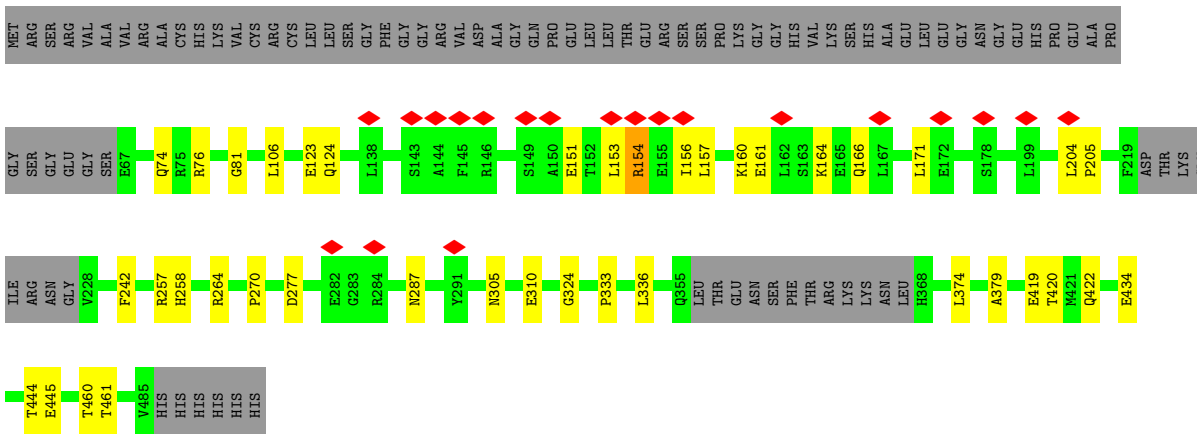 MET ARG SER ARG VAL ALA VAL ARG ALA CYS HIS LYS VAL CYS ARG CYS LEU LEU SER GLY PHE GLY GLY ARG VAL ASP ALA GLY GLN PRO GLU LEU LEU THR GLU ARG SER SER PRO LYS GLY GLY HIS VAL LYS SER HIS ALA GLU LEU GLU GLY ASN GLY GLU HIS PRO GLU ALA PRO
GLY SER GLY GLU GLY SER E67 Q74 R75 R76 G81 L106 E123 Q124 L138 S143 A144 F145 R146 S149 A150 E151 T152 L153 R154 E155 I156 L157 K160 E161 L162 S163 K164 E165 Q166 L167 L171 E172 S178 L199 L204 P205 F219 ASP THR LYS
ILE ARG ASN GLY V228 F242 R257 H258 R264 P270 D277 E282 G283 R284 N287 Y291 N305 E310 G324 P333 L336 Q355 LEU THR GLU ASN SER PHE THR ARG LYS LYS ASN LEU H368 L374 A379 E419 T420 M421 Q422 E434
T444 E445 T460 T461 V485 HIS HIS HIS HIS HIS HIS